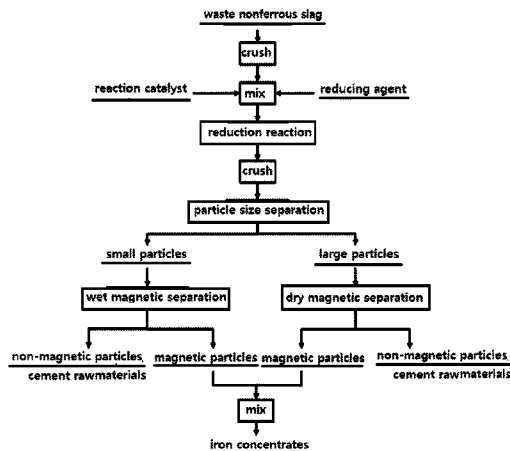 waste nonferrous slag
crush
reaction catalyst
mix
reducing agent
reduction reaction
crush
particle size separation
small particles
large particles
wet magnetic separation
dry magnetic separation
non-magnetic particles,
cement rawmaterials
magnetic particles
magnetic particles
non-magnetic particles,
cement rawmaterials
mix
iron concentrates